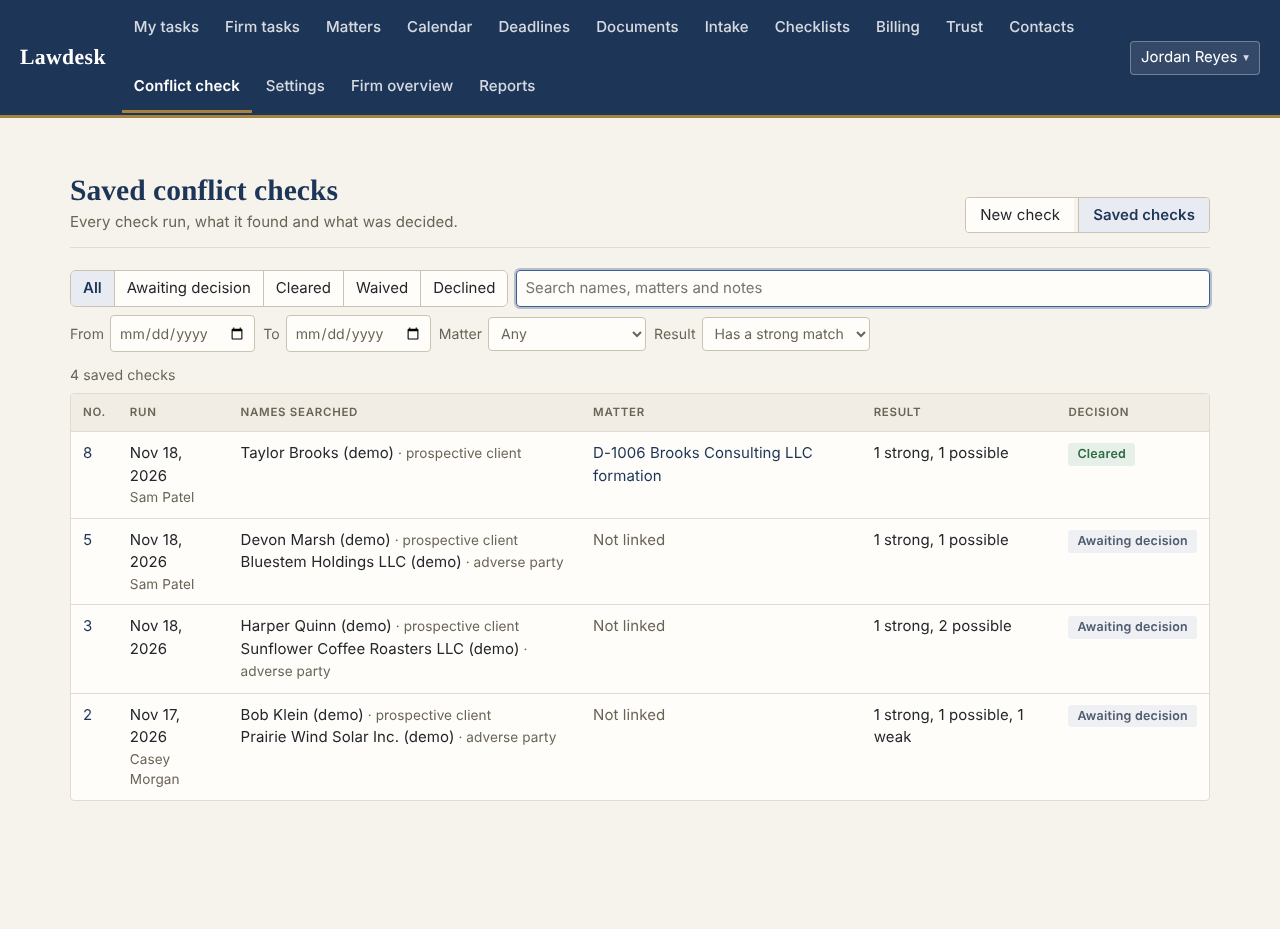 Lawdesk
My tasks Firm tasks Matters Calendar Deadlines Documents Intake Checklists Billing Trust Contacts
Conflict check Settings Firm overview Reports
Jordan Reyes ▾
Saved conflict checks
Every check run, what it found and what was decided.
New check Saved checks
All Awaiting decision Cleared Waived Declined Search names, matters and notes
From mm/dd/yyyy To mm/dd/yyyy Matter Any Result Has a strong match
4 saved checks
NO. RUN NAMES SEARCHED MATTER RESULT DECISION
8 Nov 18, Taylor Brooks (demo) · prospective client D-1006 Brooks Consulting LLC 1 strong, 1 possible Cleared
2026 formation
Sam Patel
5 Nov 18, Devon Marsh (demo) · prospective client Not linked 1 strong, 1 possible Awaiting decision
2026 Bluestem Holdings LLC (demo) · adverse party
Sam Patel
3 Nov 18, Harper Quinn (demo) · prospective client Not linked 1 strong, 2 possible Awaiting decision
2026 Sunflower Coffee Roasters LLC (demo) ·
adverse party
2 Nov 17, Bob Klein (demo) · prospective client Not linked 1 strong, 1 possible, 1 Awaiting decision
2026 Prairie Wind Solar Inc. (demo) · adverse party weak
Casey
Morgan